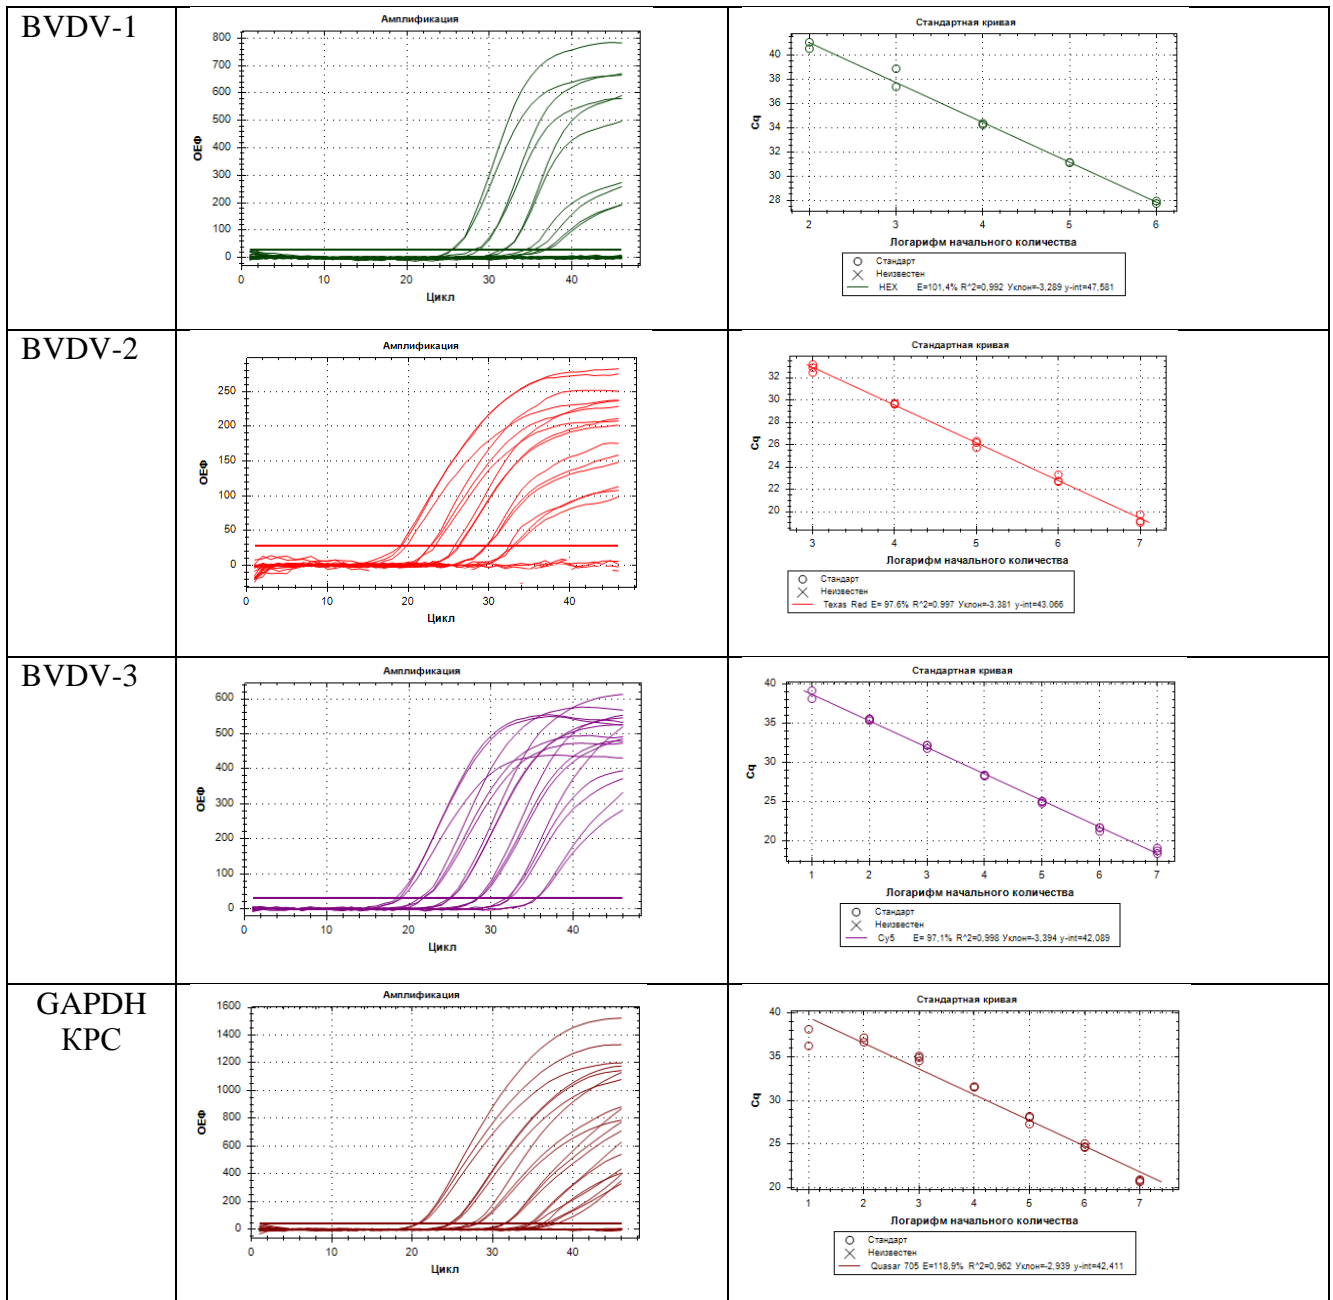 BVDV-1
Амплификация
800
700
600
500
400
300
200
100
0
0 10 20 30 40
ОЕФ
Цикл
Стандартная кривая
40
38
36
34
32
30
28
2 3 4 5 6
Cq
Логарифм начального количества
Стандарт
Неизвестен
HEX E=101,4% R^2=0,992 Уклон=-3,289 y-int=47,581
BVDV-2
Амплификация
250
200
150
100
50
0
0 10 20 30 40
ОЕФ
Цикл
Стандартная кривая
32
30
28
26
24
22
20
3 4 5 6 7
Cq
Логарифм начального количества
Стандарт
Неизвестен
Texas Red E= 97.6% R^2=0.997 Уклон=-3.381 y-int=43.066
BVDV-3
Амплификация
600
500
400
300
200
100
0
0 10 20 30 40
ОЕФ
Цикл
Стандартная кривая
40
35
30
25
20
1 2 3 4 5 6 7
Cq
Логарифм начального количества
Стандарт
Неизвестен
Cy5 E= 97,1% R^2=0,998 Уклон=-3,394 y-int=42,089
GAPDH
КРС
Амплификация
1600
1400
1200
1000
800
600
400
200
0
0 10 20 30 40
ОЕФ
Цикл
Стандартная кривая
40
35
30
25
20
1 2 3 4 5 6 7
Cq
Логарифм начального количества
Стандарт
Неизвестен
Quasar 705 E=118,9% R^2=0,962 Уклон=-2,939 y-int=42,411